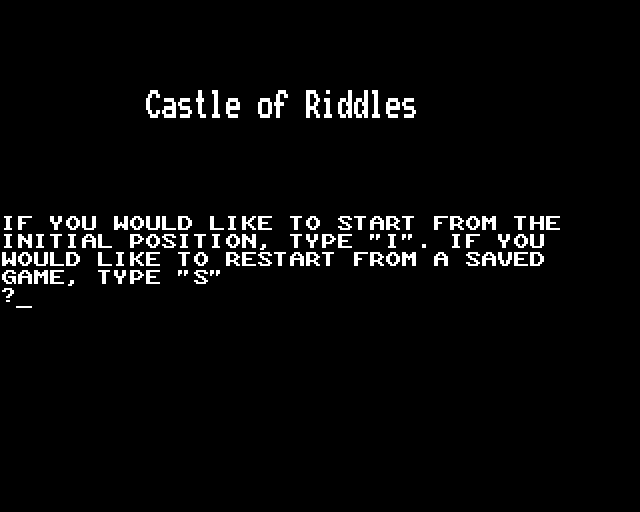 Castle of Riddles
IF YOU WOULD LIKE TO START FROM THE
INITIAL POSITION, TYPE "I". IF YOU
WOULD LIKE TO RESTART FROM A SAVED
GAME, TYPE "S"
?_